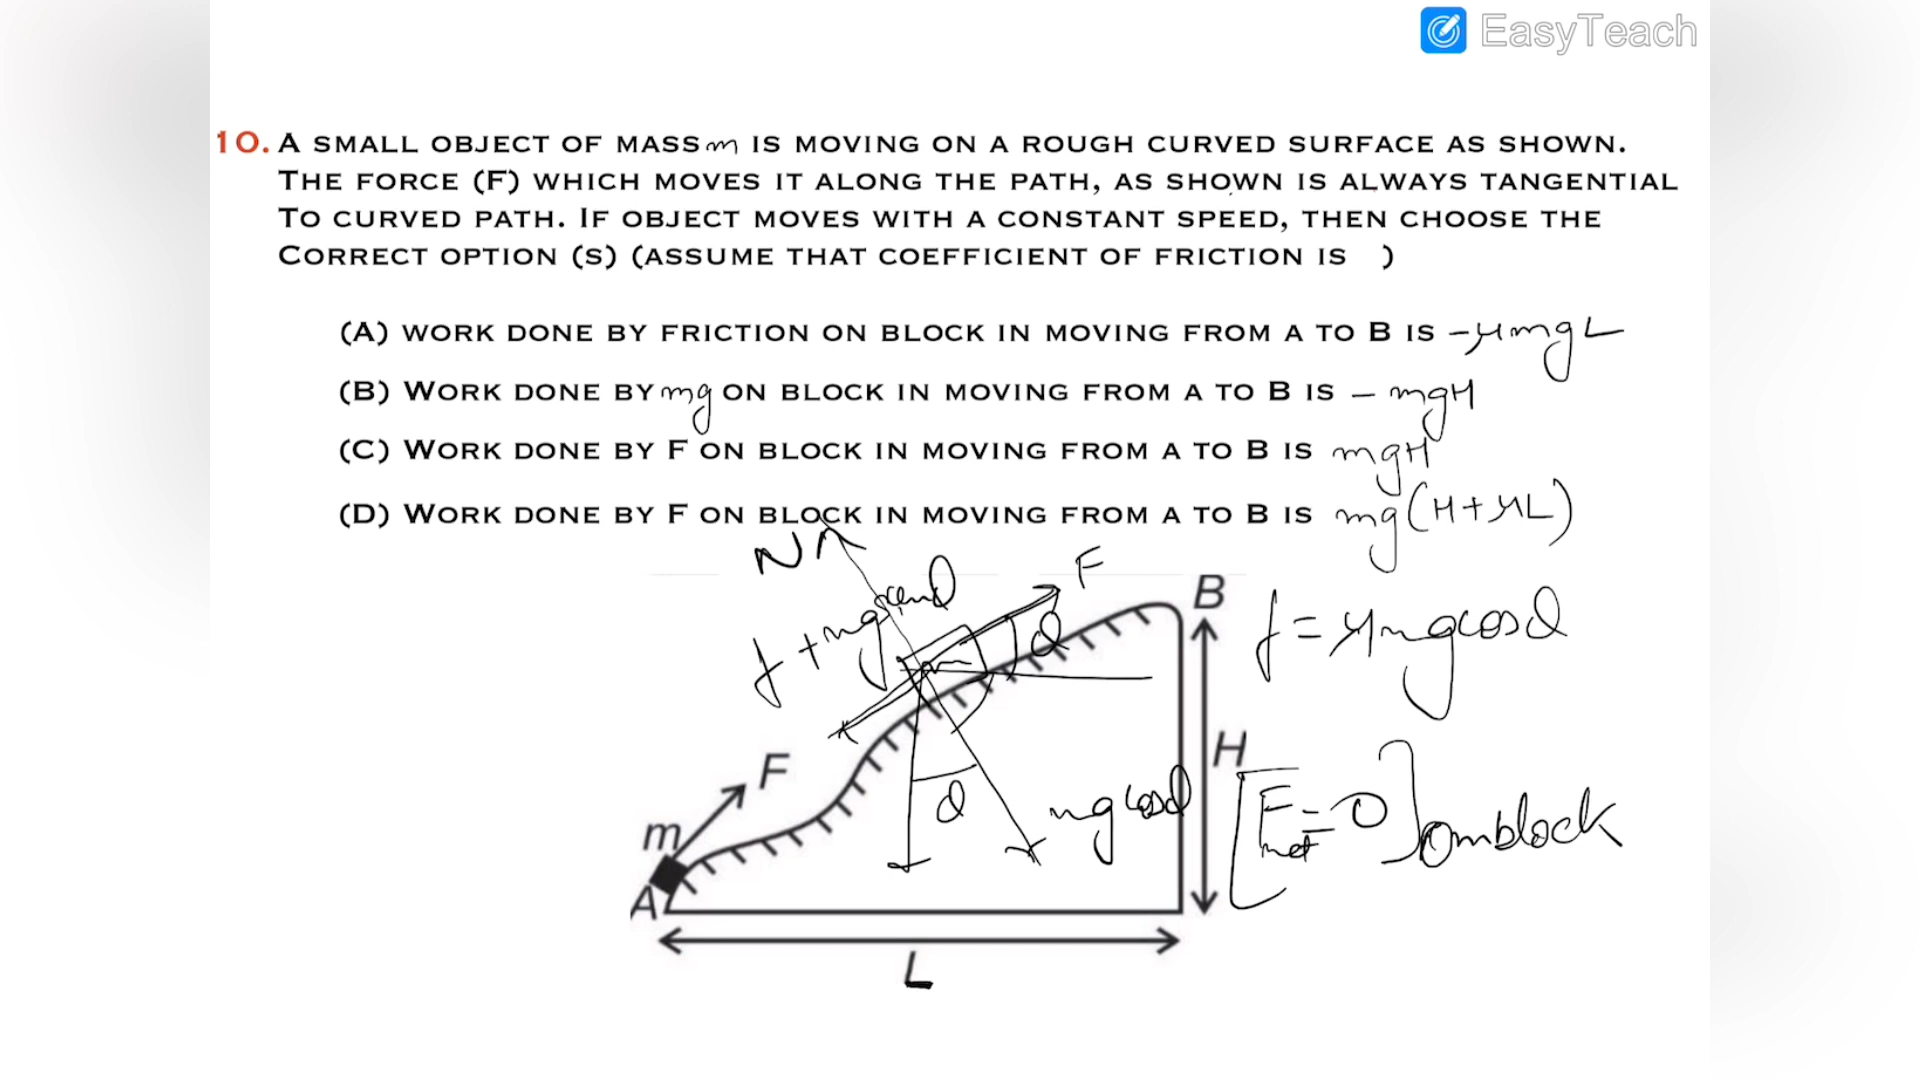 EasyTeach
10. A SMALL OBJECT OF MASS m IS MOVING ON A ROUGH CURVED SURFACE AS SHOWN.
THE FORCE (F) WHICH MOVES IT ALONG THE PATH, AS SHOWN IS ALWAYS TANGENTIAL
TO CURVED PATH. IF OBJECT MOVES WITH A CONSTANT SPEED, THEN CHOOSE THE
CORRECT OPTION (S) (ASSUME THAT COEFFICIENT OF FRICTION IS )
(A) WORK DONE BY FRICTION ON BLOCK IN MOVING FROM A TO B IS -μmgL
(B) WORK DONE BY mg ON BLOCK IN MOVING FROM A TO B IS - mgH
(C) WORK DONE BY F ON BLOCK IN MOVING FROM A TO B IS mgH
(D) WORK DONE BY F ON BLOCK IN MOVING FROM A TO B IS mg(H+μL)
N
F
B
f + mg
d
f = μmgcosd
m
F
H
d
mgcosd
[Fnet = 0] on block
A
L